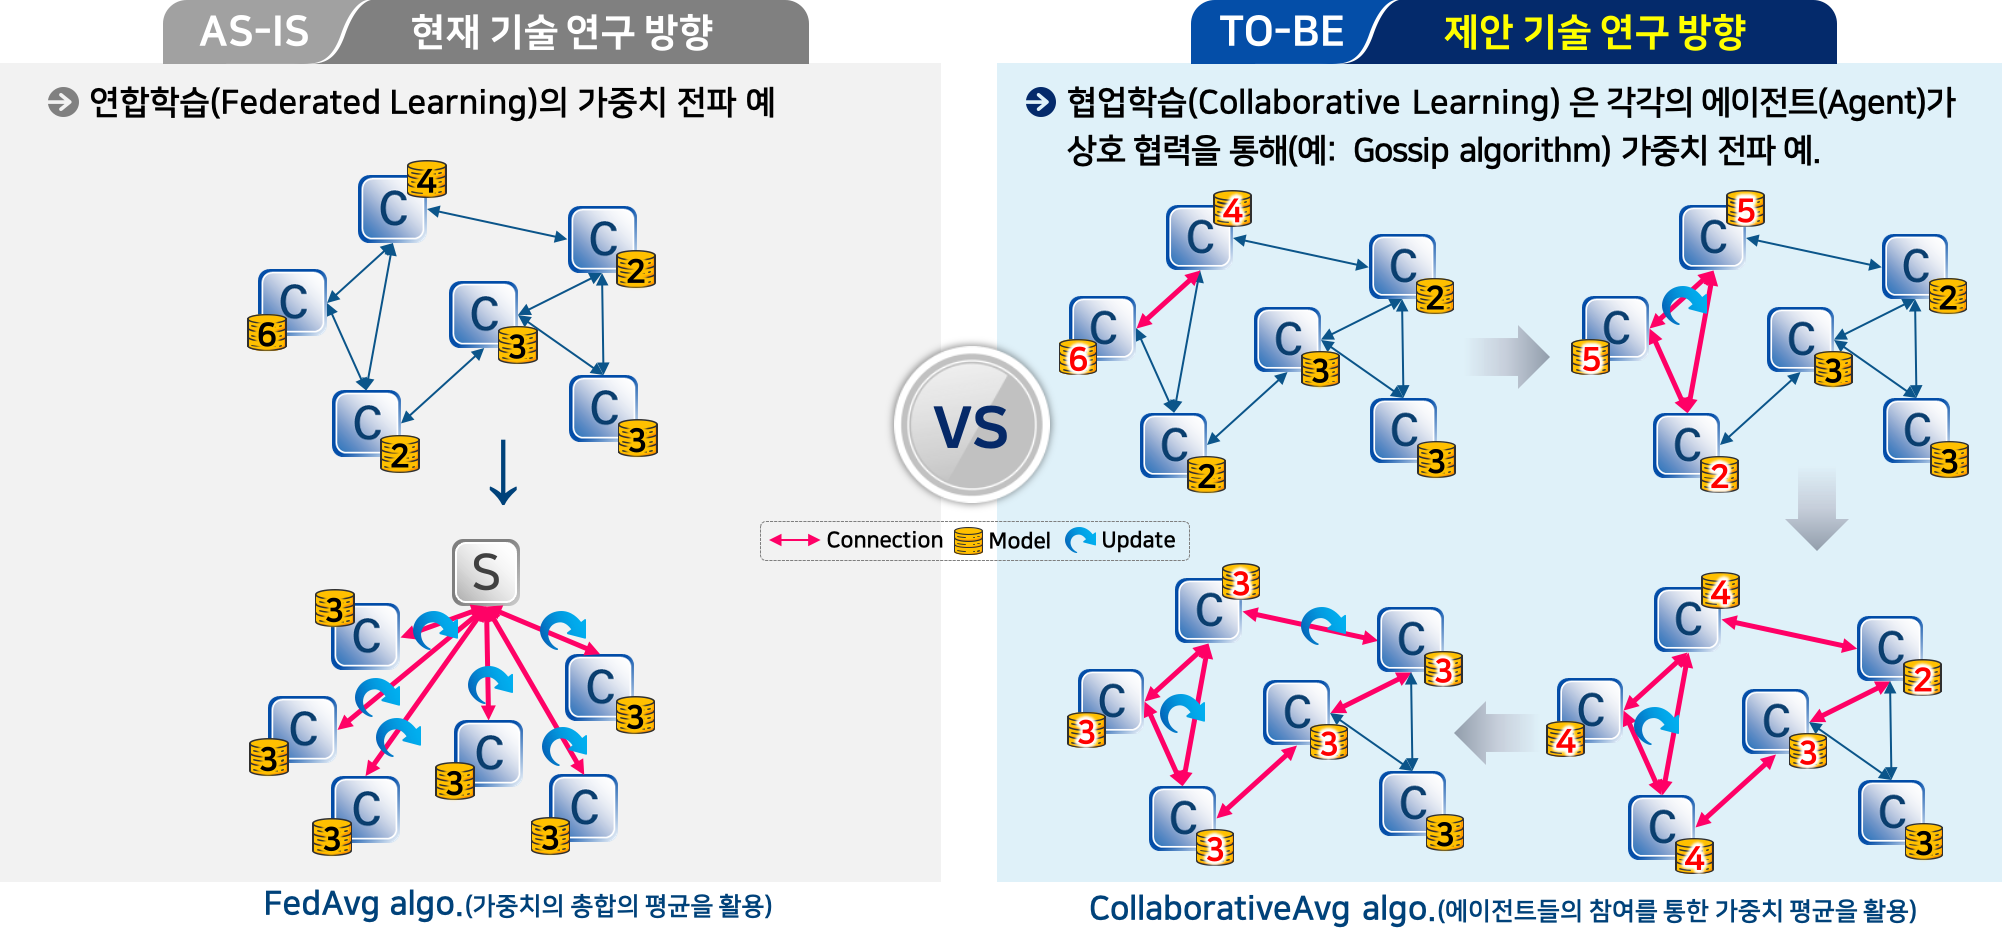 AS-IS 현재 기술 연구 방향
연합학습(Federated Learning)의 가중치 전파 예
C 4
C 2
C 6
C 3
C 2
C 3
S
3 C
C 3
C 3
C 3
C 3
C 3
FedAvg algo.(가중치의 총합의 평균을 활용)
VS
Connection Model Update
TO-BE 제안 기술 연구 방향
협업학습(Collaborative Learning) 은 각각의 에이전트(Agent)가
상호 협력을 통해(예: Gossip algorithm) 가중치 전파 예.
C 4
C 2
C 6
C 3
C 2
C 3
C 5
C 2
C 5
C 3
C 2
C 3
C 4
C 2
C 4
C 3
C 4
C 3
C 3
C 3
C 3
C 3
C 3
C 3
CollaborativeAvg algo.(에이전트들의 참여를 통한 가중치 평균을 활용)